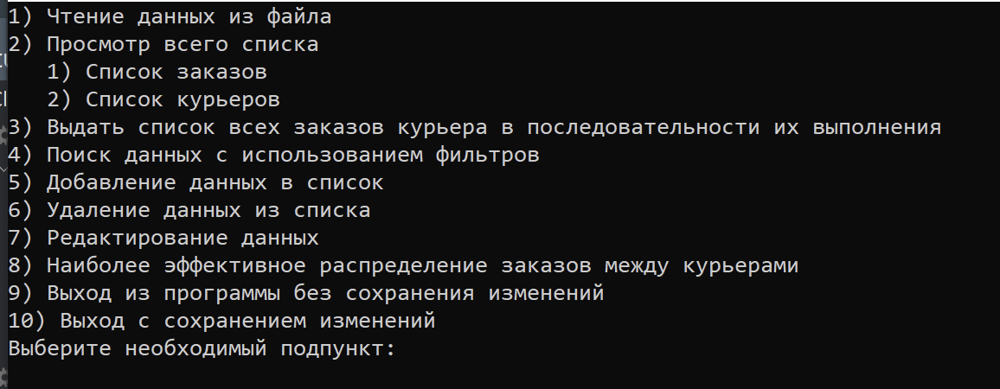 1) Чтение данных из файла
2) Просмотр всего списка
1) Список заказов
2) Список курьеров
3) Выдать список всех заказов курьера в последовательности их выполнения
4) Поиск данных с использованием фильтров
5) Добавление данных в список
6) Удаление данных из списка
7) Редактирование данных
8) Наиболее эффективное распределение заказов между курьерами
9) Выход из программы без сохранения изменений
10) Выход с сохранением изменений
Выберите необходимый подпункт: